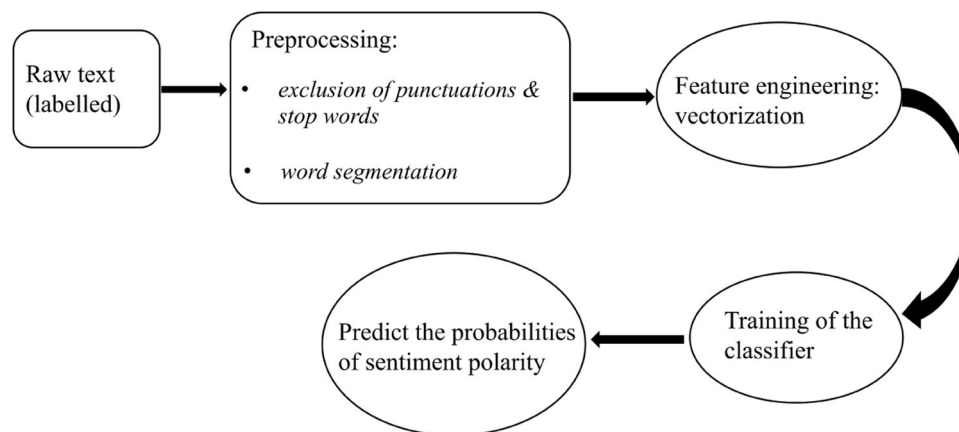 Raw text
(labelled)
Preprocessing:
• exclusion of punctuations &
stop words
• word segmentation
Feature engineering:
vectorization
Training of the
classifier
Predict the probabilities
of sentiment polarity